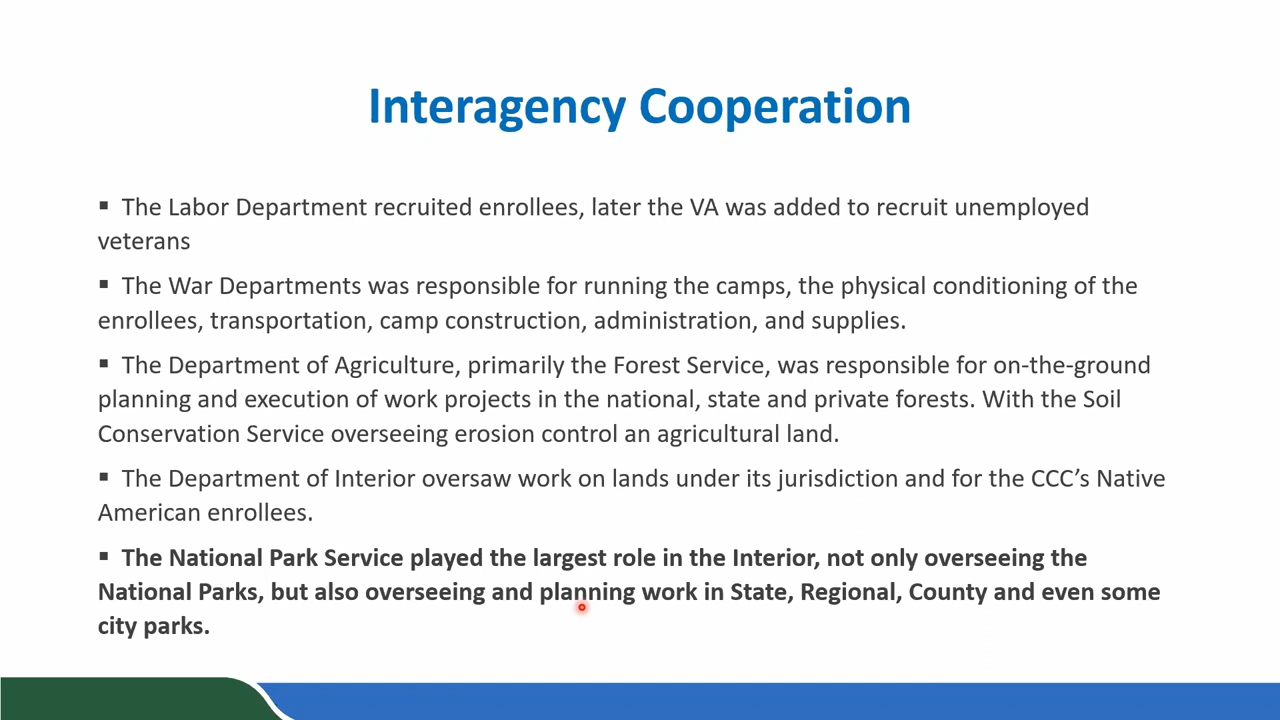 Interagency Cooperation
▪ The Labor Department recruited enrollees, later the VA was added to recruit unemployed
veterans
▪ The War Departments was responsible for running the camps, the physical conditioning of the
enrollees, transportation, camp construction, administration, and supplies.
▪ The Department of Agriculture, primarily the Forest Service, was responsible for on-the-ground
planning and execution of work projects in the national, state and private forests. With the Soil
Conservation Service overseeing erosion control an agricultural land.
▪ The Department of Interior oversaw work on lands under its jurisdiction and for the CCC’s Native
American enrollees.
▪ The National Park Service played the largest role in the Interior, not only overseeing the
National Parks, but also overseeing and planning work in State, Regional, County and even some
city parks.